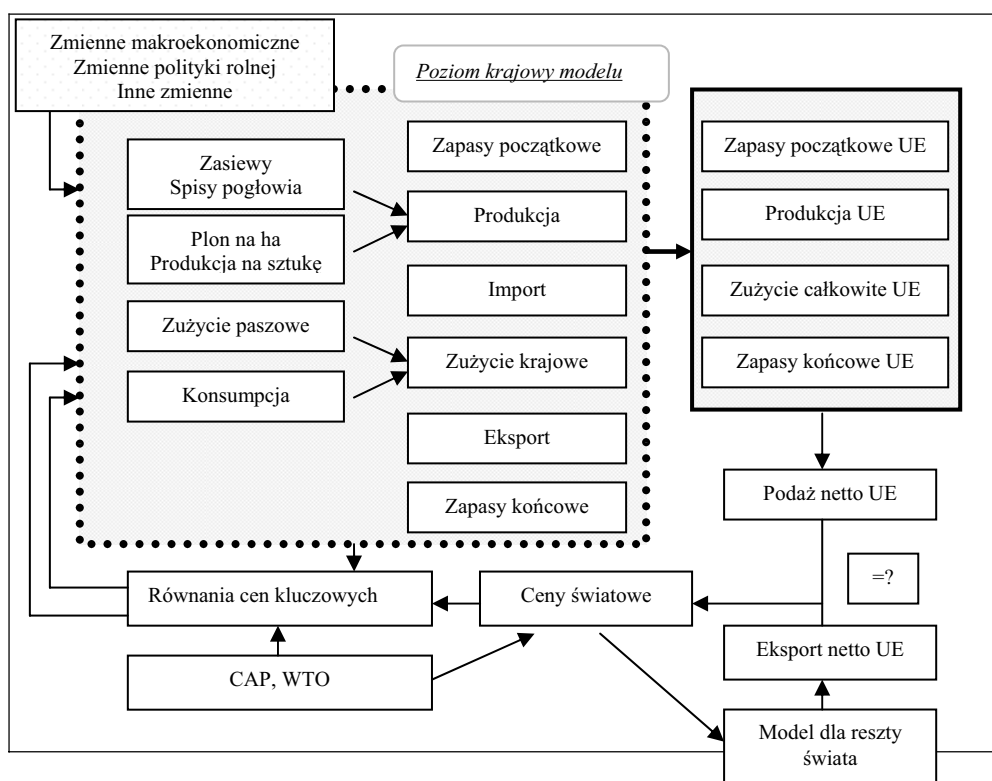 Zmienne makroekonomiczne
Zmienne polityki rolnej
Inne zmienne
Poziom krajowy modelu
Zasiewy
Spisy pogłowia
Plon na ha
Produkcja na sztukę
Zużycie paszowe
Konsumpcja
Zapasy początkowe
Produkcja
Import
Zużycie krajowe
Eksport
Zapasy końcowe
Zapasy początkowe UE
Produkcja UE
Zużycie całkowite UE
Zapasy końcowe UE
Podaż netto UE
=?
Równania cen kluczowych
Ceny światowe
Eksport netto UE
CAP, WTO
Model dla reszty
świata